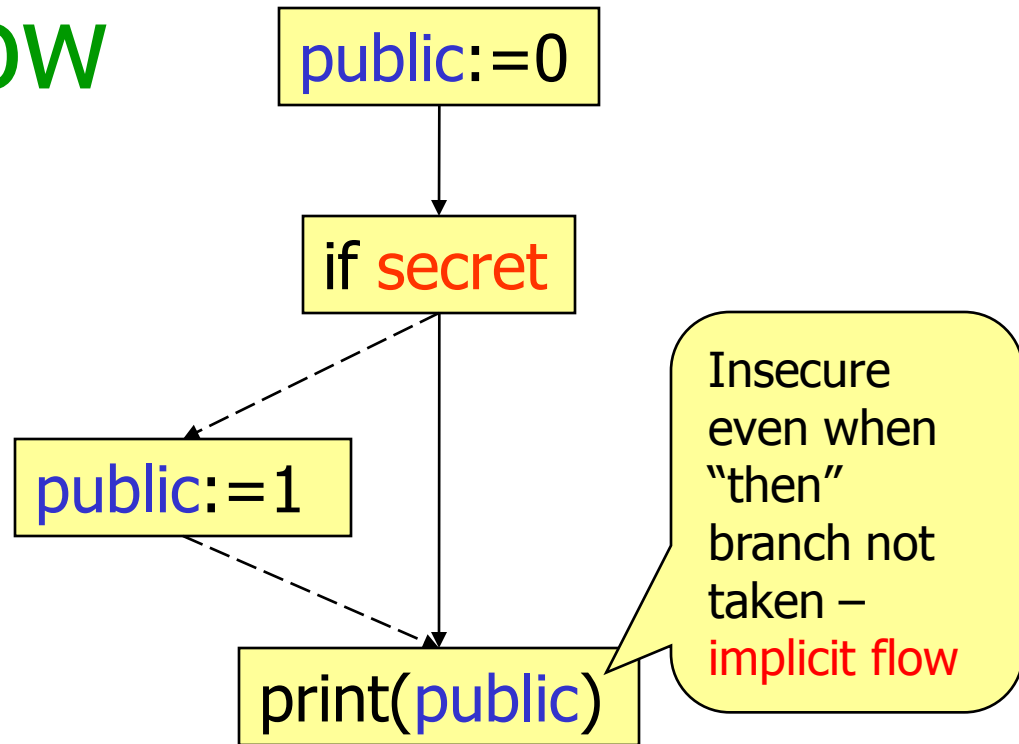 ow
public:=0
if secret
public:=1
print(public)
Insecure
even when
“then”
branch not
taken –
implicit flow